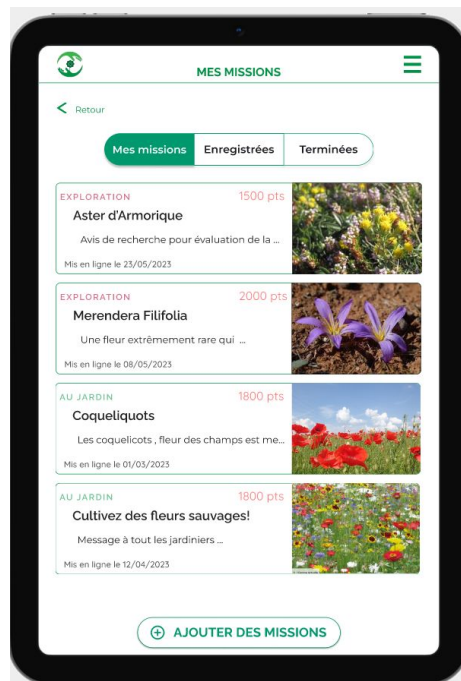 MES MISSIONS
Retour
Mes missions Enregistrées Terminées
EXPLORATION 1500 pts
Aster d'Armorique
Avis de recherche pour évaluation de la ...
Mis en ligne le 23/05/2023
EXPLORATION 2000 pts
Merendera Filifolia
Une fleur extrêmement rare qui ...
Mis en ligne le 08/05/2023
AU JARDIN 1800 pts
Coqueliquots
Les coquelicots , fleur des champs est me...
Mis en ligne le 01/03/2023
AU JARDIN 1800 pts
Cultivez des fleurs sauvages!
Message à tout les jardiniers ...
Mis en ligne le 12/04/2023
AJOUTER DES MISSIONS